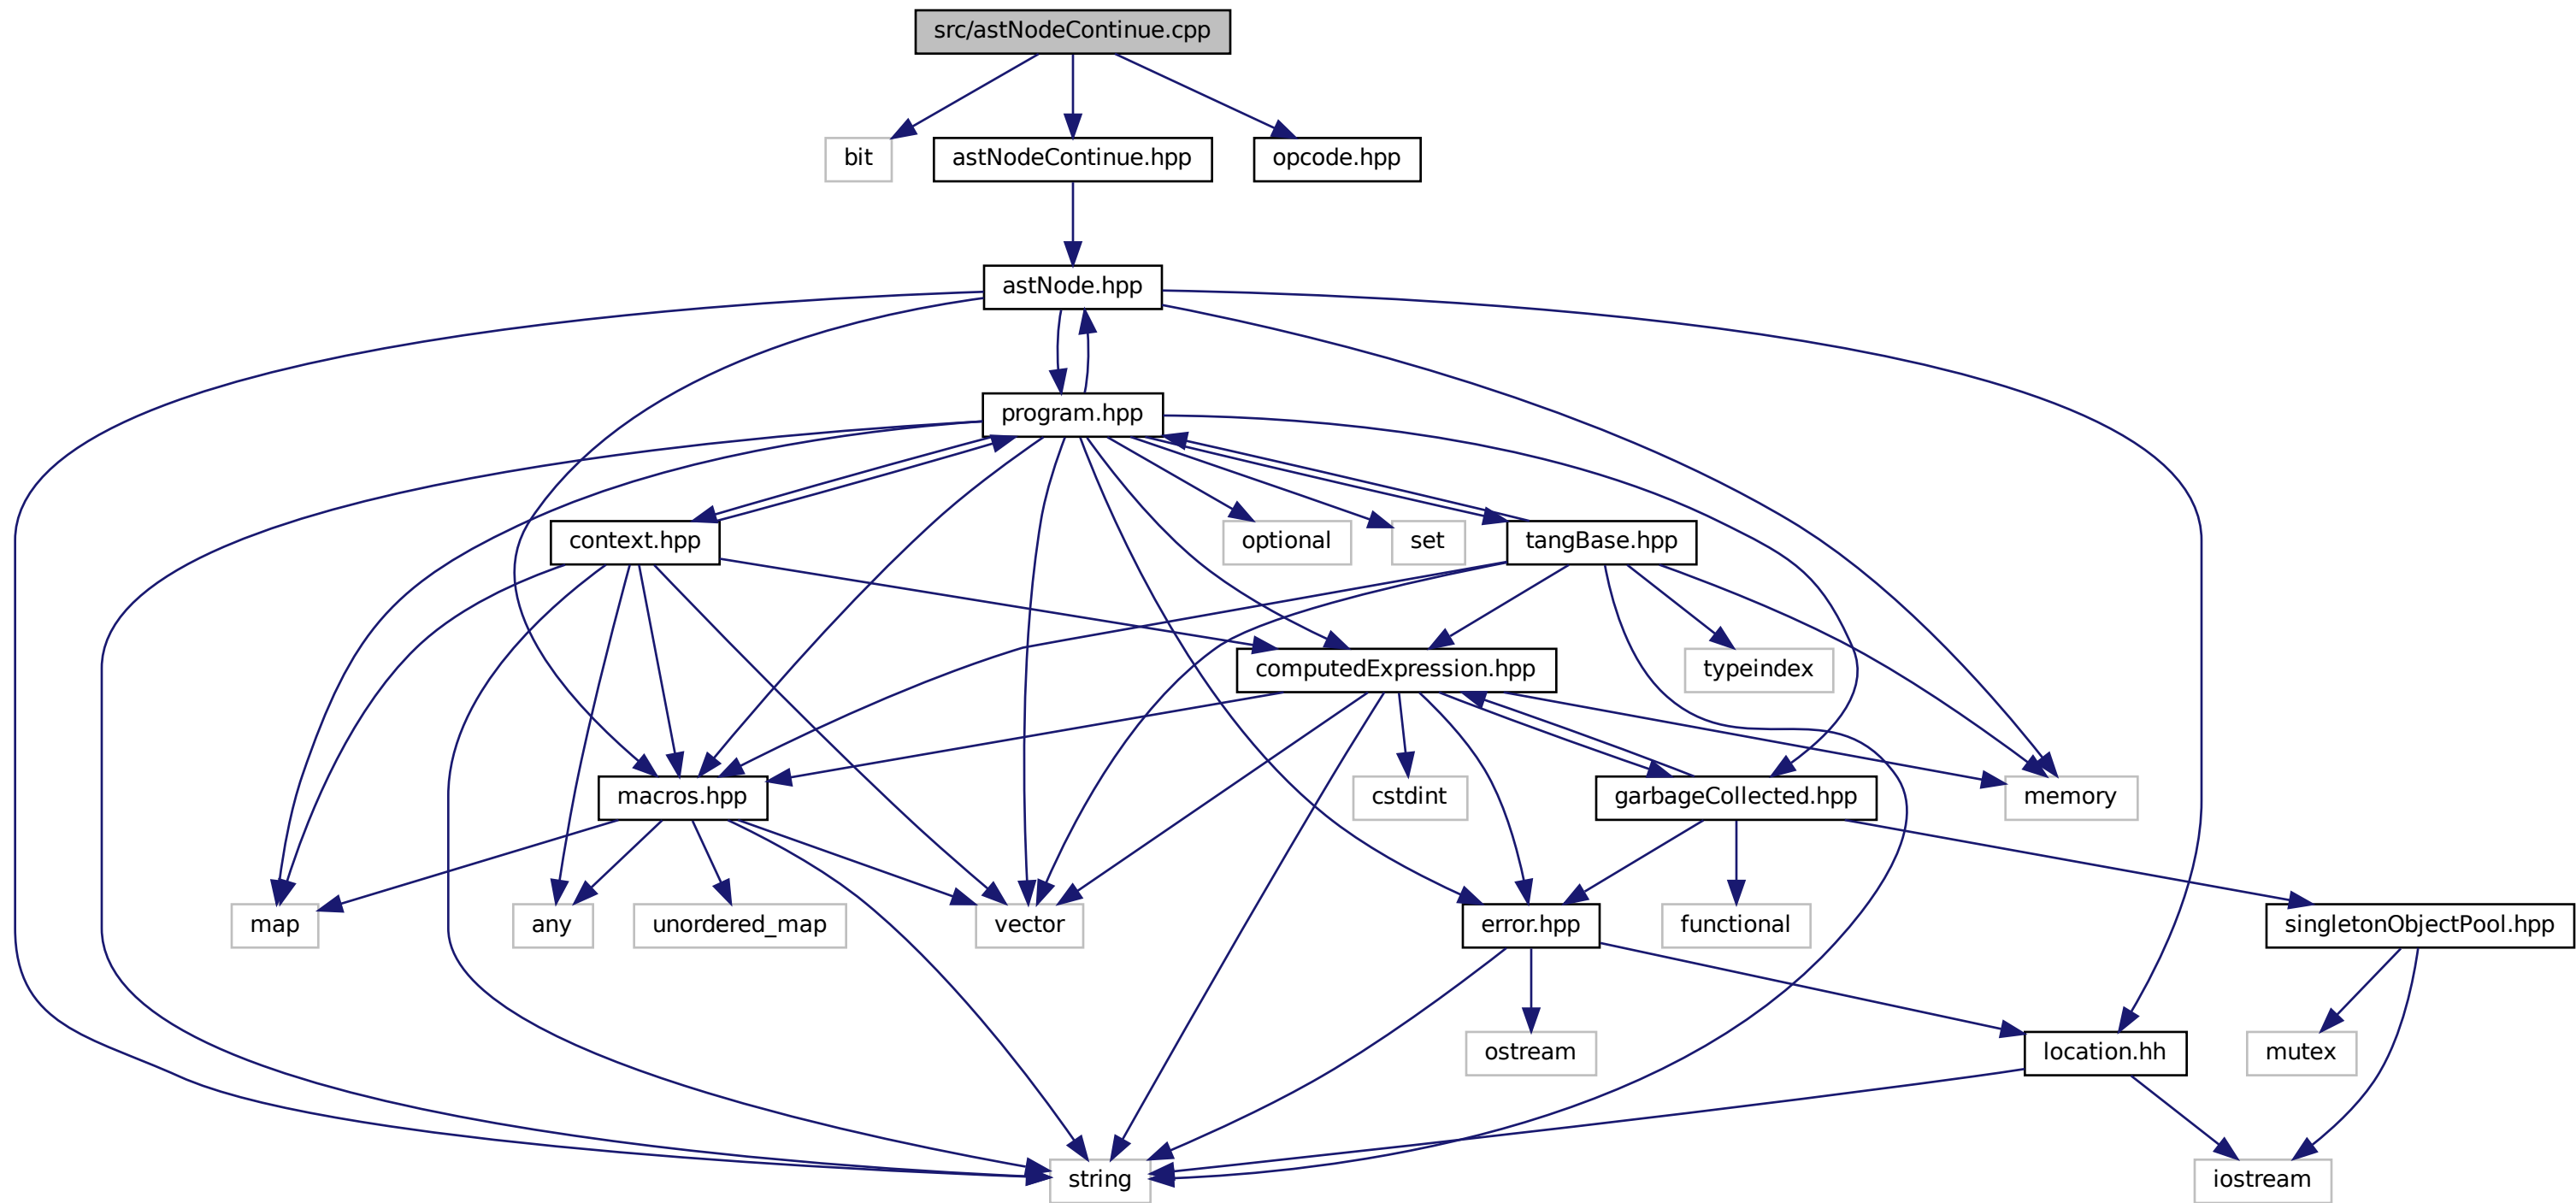 src/astNodeContinue.cpp
bit
astNodeContinue.hpp
opcode.hpp
astNode.hpp
program.hpp
context.hpp
optional
set
tangBase.hpp
computedExpression.hpp
typeindex
macros.hpp
cstdint
garbageCollected.hpp
memory
map
any
unordered_map
vector
error.hpp
functional
singletonObjectPool.hpp
ostream
location.hh
mutex
string
iostream